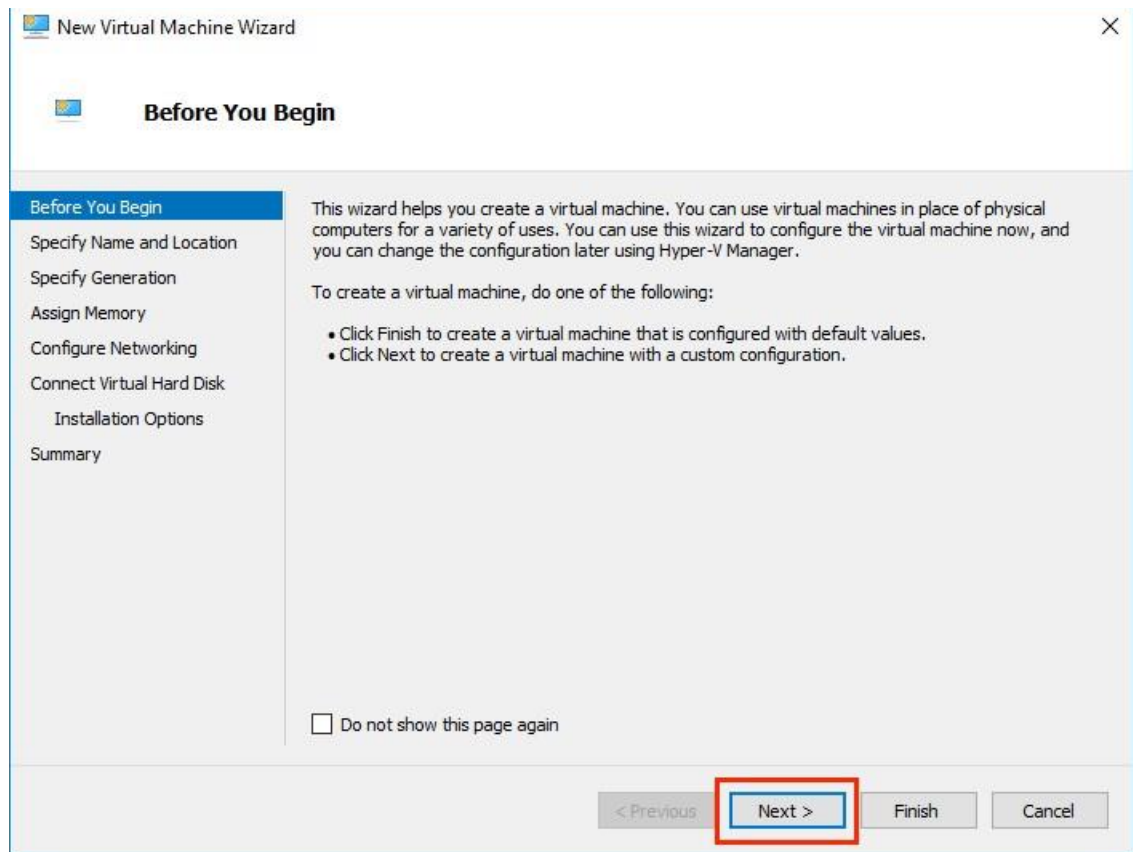 New Virtual Machine Wizard
Before You Begin
Before You Begin
Specify Name and Location
Specify Generation
Assign Memory
Configure Networking
Connect Virtual Hard Disk
Installation Options
Summary
This wizard helps you create a virtual machine. You can use virtual machines in place of physical
computers for a variety of uses. You can use this wizard to configure the virtual machine now, and
you can change the configuration later using Hyper-V Manager.
To create a virtual machine, do one of the following:
• Click Finish to create a virtual machine that is configured with default values.
• Click Next to create a virtual machine with a custom configuration.
Do not show this page again
< Previous
Next >
Finish
Cancel